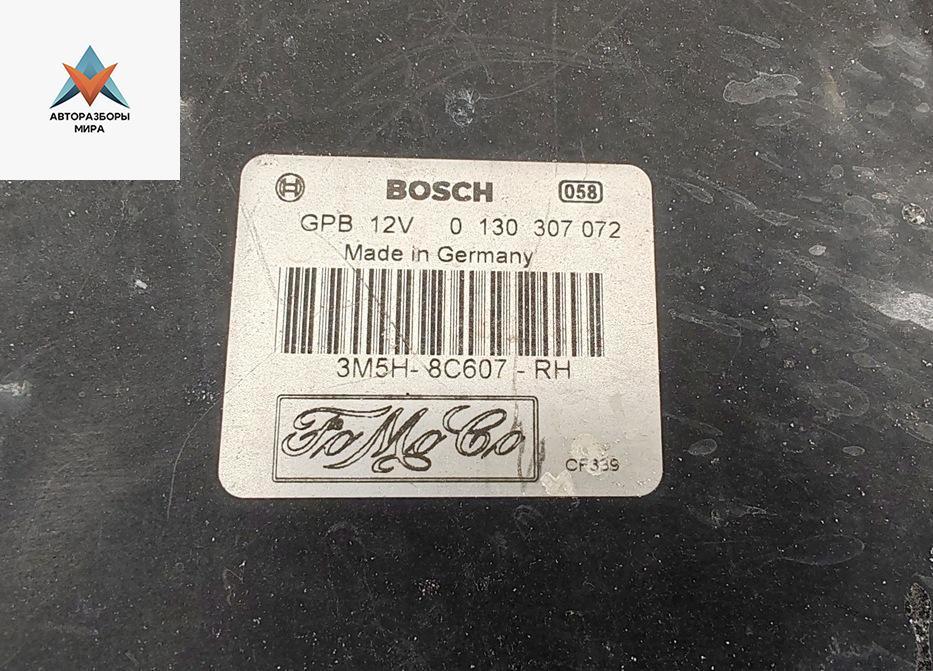 АВТОРАЗБОРЫ
МИРА
BOSCH 058
GPB 12V 0 130 307 072
Made in Germany
3M5H- 8C607 - RH
FoMoCo
CF339